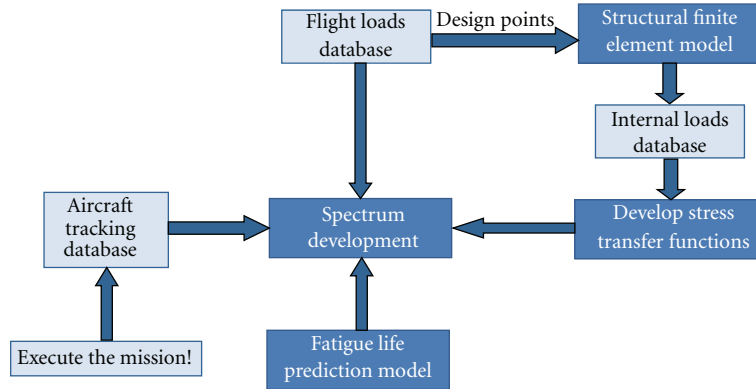 Flight loads
database
Design points
Structural finite
element model
Internal loads
database
Develop stress
transfer functions
Aircraft
tracking
database
Spectrum
development
Execute the mission!
Fatigue life
prediction model